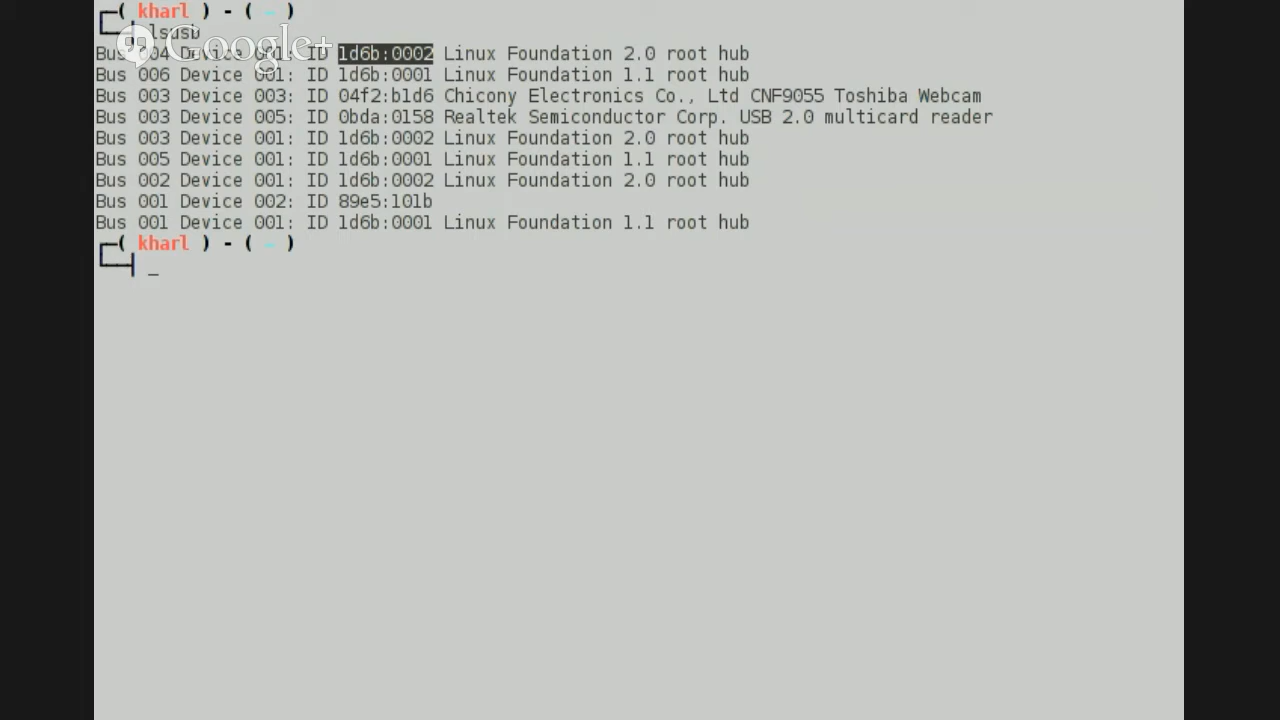 ( kharl ) - ( ~ )
lsusb
Google+
Bus 004 Device 001: ID 1d6b:0002 Linux Foundation 2.0 root hub
Bus 006 Device 001: ID 1d6b:0001 Linux Foundation 1.1 root hub
Bus 003 Device 003: ID 04f2:b1d6 Chicony Electronics Co., Ltd CNF9055 Toshiba Webcam
Bus 003 Device 005: ID 0bda:0158 Realtek Semiconductor Corp. USB 2.0 multicard reader
Bus 003 Device 001: ID 1d6b:0002 Linux Foundation 2.0 root hub
Bus 005 Device 001: ID 1d6b:0001 Linux Foundation 1.1 root hub
Bus 002 Device 001: ID 1d6b:0002 Linux Foundation 2.0 root hub
Bus 001 Device 002: ID 89e5:101b
Bus 001 Device 001: ID 1d6b:0001 Linux Foundation 1.1 root hub
( kharl ) - ( ~ )
_